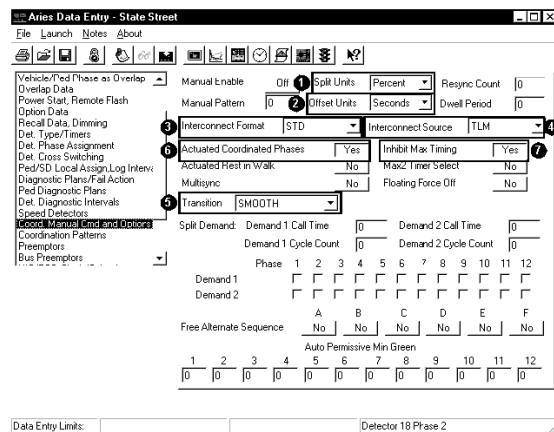 Aries Data Entry - State Street
File Launch Notes About
Vehicle/Ped Phase as Overlap
Overlap Data
Power Start, Remote Flash
Option Data
Recall Data, Dimming
Det. Type/Timers
Det. Phase Assignment
Det. Cross Switching
Ped/SD Local Assign,Log Interva
Diagnostic Plans/Fail Action
Ped Diagnostic Plans
Det. Diagnostic Intervals
Speed Detectors
Coord. Manual Cmd and Options
Coordination Patterns
Preemptors
Bus Preemptors
Manual Enable Off 1 Split Units Percent Resync Count 0
Manual Pattern 0 2 Offset Units Seconds Dwell Period 0
3 Interconnect Format STD Interconnect Source TLM 4
6 Actuated Coordinated Phases Yes Inhibit Max Timing Yes 7
Actuated Rest in Walk No Max2 Timer Select No
Multisync No Floating Force Off No
5 Transition SMOOTH
Split Demand: Demand 1 Call Time 0 Demand 2 Call Time 0
Demand 1 Cycle Count 0 Demand 2 Cycle Count 0
Phase 1 2 3 4 5 6 7 8 9 10 11 12
Demand 1
Demand 2
A B C D E F
Free Alternate Sequence No No No No No No
Auto Permissive Min Green
1 2 3 4 5 6 7 8 9 10 11 12
0 0 0 0 0 0 0 0 0 0 0 0
Data Entry Limits: Detector 18 Phase 2